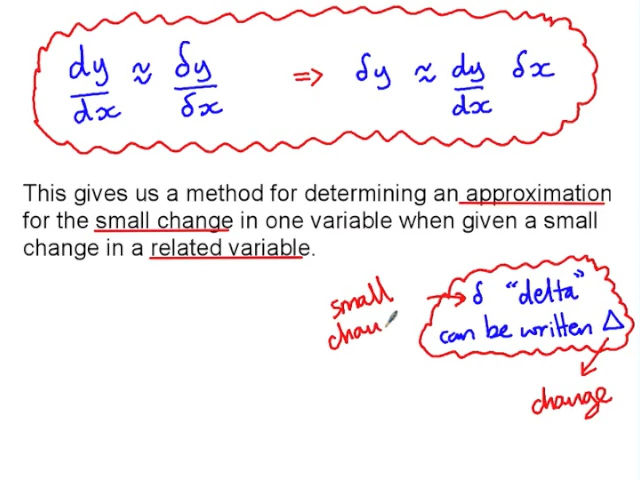 dy/dx ≈ δy/δx ⇒ δy ≈ dy/dx δx
This gives us a method for determining an approximation
for the small change in one variable when given a small
change in a related variable.
small
chan
δ "delta"
can be written Δ
change